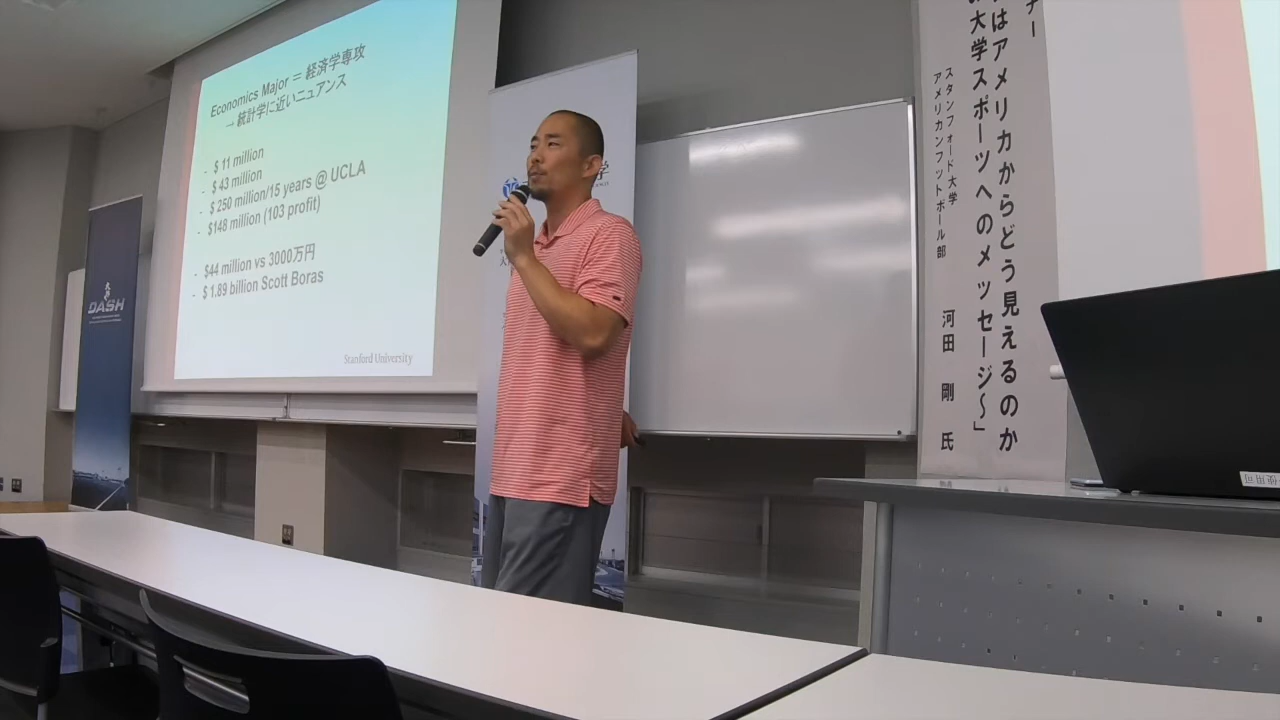 Economics Major = 経済学専攻
→ 統計学に近いニュアンス
- $ 11 million
- $ 43 million
- $ 250 million/15 years @ UCLA
- $148 million (103 profit)
- $44 million vs 3000万円
- $ 1.89 billion Scott Boras
Stanford University
DASH
学
ナー
はアメリカからどう見えるのか
大学スポーツへのメッセージ〜」
スタンフォード大学
アメリカンフットボール部
河田 剛 氏